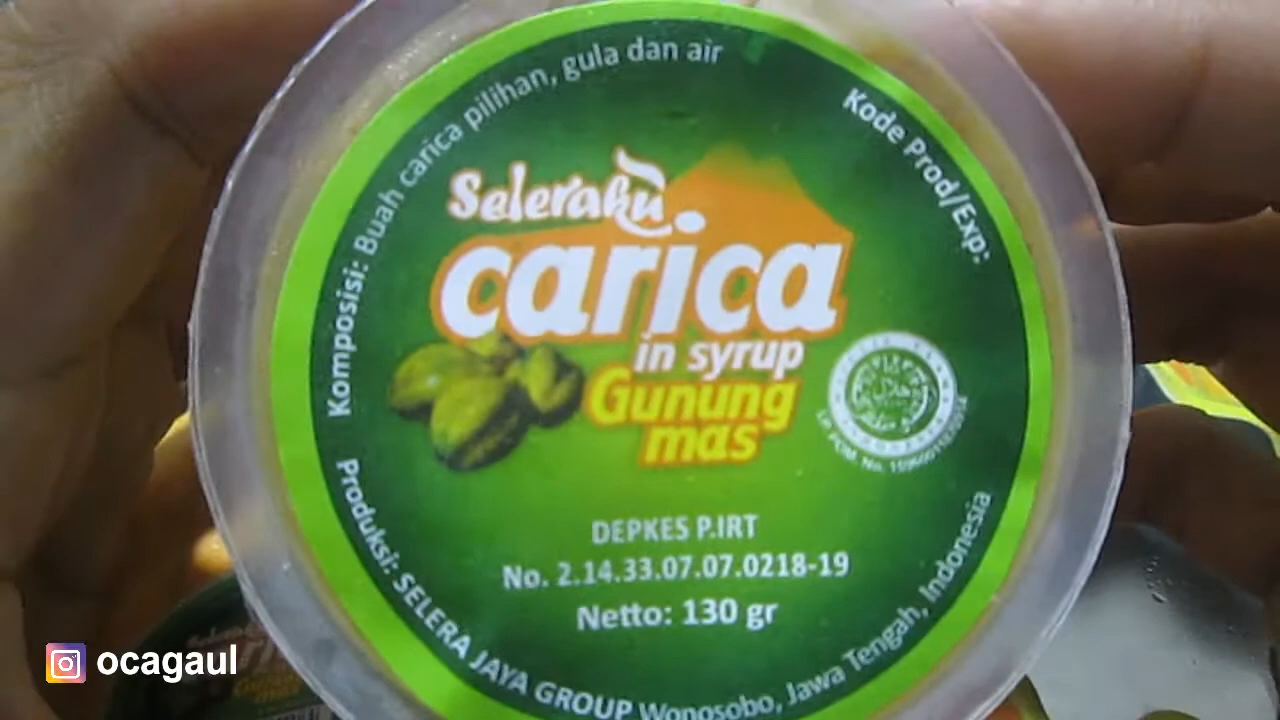 Komposisi: Buah carica pilihan, gula dan air
Kode Prod/Exp:
Seleraku
carica
in syrup
Gunung
mas
DEPKES P.IRT
No. 2.14.33.07.07.0218-19
Netto: 130 gr
Produksi: SELERA JAYA GROUP Wonosobo, Jawa Tengah, Indonesia
ocagaul